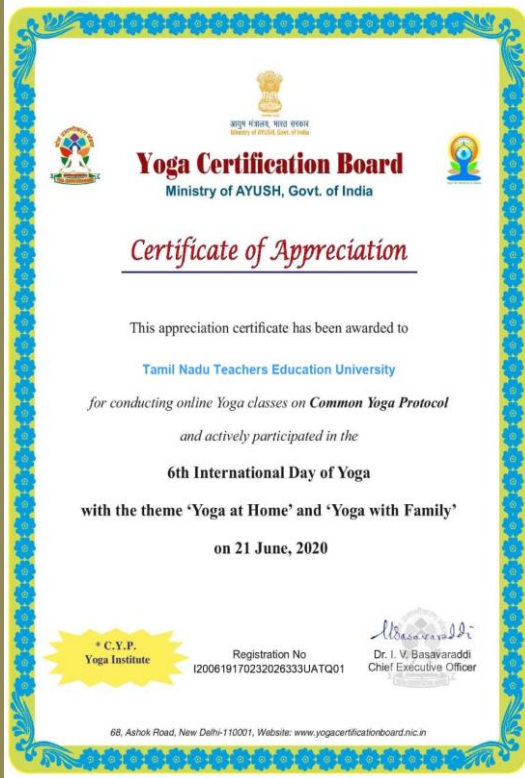 आयुष मंत्रालय, भारत सरकार
Ministry of AYUSH, Govt. of India
Yoga Certification Board
Ministry of AYUSH, Govt. of India
Certificate of Appreciation
This appreciation certificate has been awarded to
Tamil Nadu Teachers Education University
for conducting online Yoga classes on Common Yoga Protocol
and actively participated in the
6th International Day of Yoga
with the theme ‘Yoga at Home’ and ‘Yoga with Family’
on 21 June, 2020
* C.Y.P.
Yoga Institute
Registration No
I200619170232026333UATQ01
Dr. I. V. Basavaraddi
Chief Executive Officer
68, Ashok Road, New Delhi-110001, Website: www.yogacertificationboard.nic.in